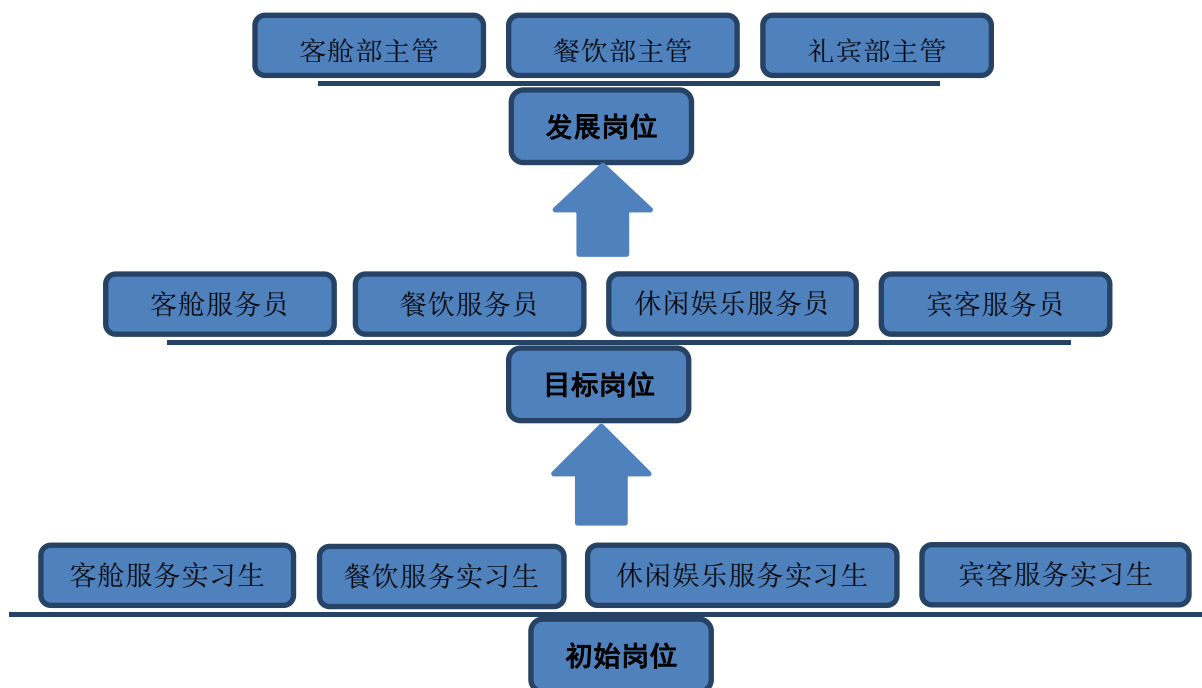 客舱部主管 餐饮部主管 礼宾部主管
发展岗位
客舱服务员 餐饮服务员 休闲娱乐服务员 宾客服务员
目标岗位
客舱服务实习生 餐饮服务实习生 休闲娱乐服务实习生 宾客服务实习生
初始岗位